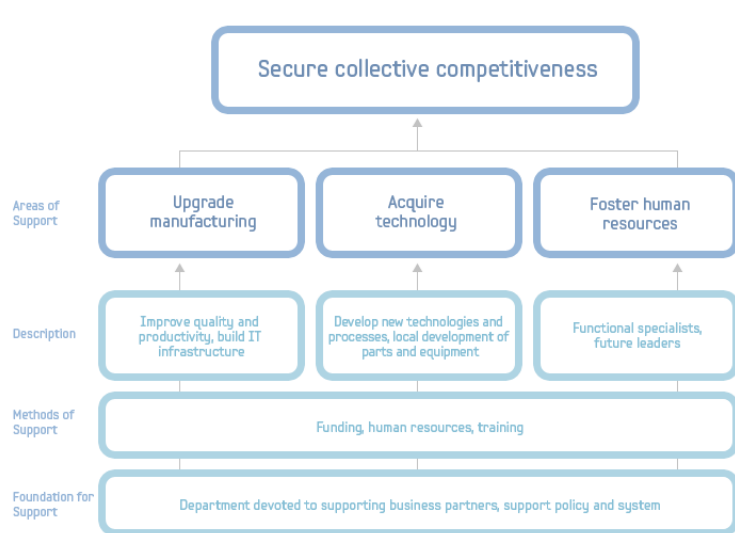 Secure collective competitiveness
Areas of
Support
Upgrade
manufacturing
Acquire
technology
Foster human
resources
Description
Improve quality and
productivity, build IT
infrastructure
Develop new technologies and
processes, local development of
parts and equipment
Functional specialists,
future leaders
Methods of
Support
Funding, human resources, training
Foundation for
Support
Department devoted to supporting business partners, support policy and system